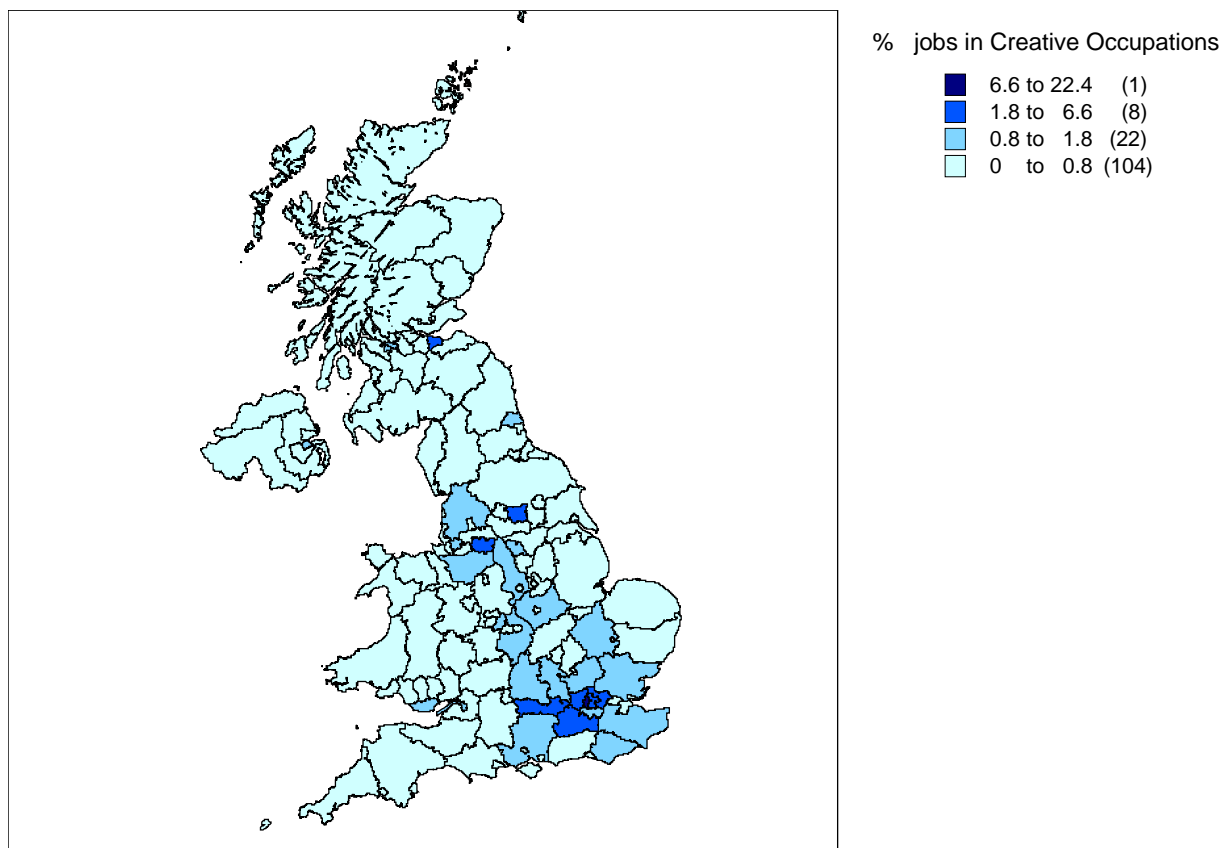 % jobs in Creative Occupations
6.6 to 22.4 (1)
1.8 to 6.6 (8)
0.8 to 1.8 (22)
0 to 0.8 (104)